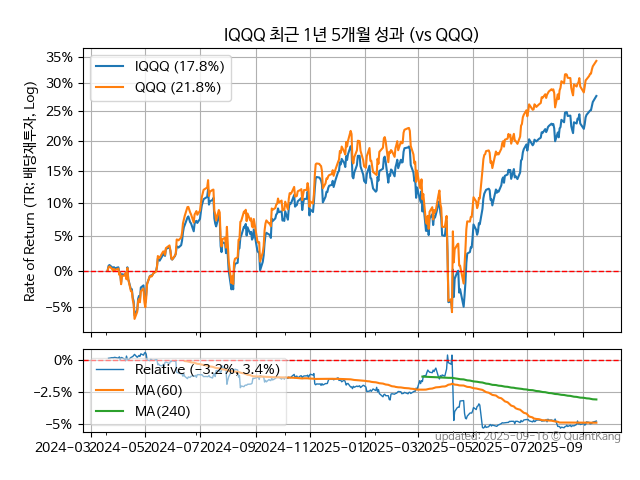 IQQQ 최근 1년 5개월 성과 (vs QQQ)
Rate of Return (TR: 배당재투자, Log)
35%
30%
25%
20%
15%
10%
5%
0%
−5%
IQQQ (17.8%)
QQQ (21.8%)
0%
−2.5%
−5%
Relative (−3.2%, 3.4%)
MA(60)
MA(240)
2024-03 2024-05 2024-07 2024-09 2024-11 2025-01 2025-03 2025-05 2025-07 2025-09
updated: 2025-09-16 © QuantKang